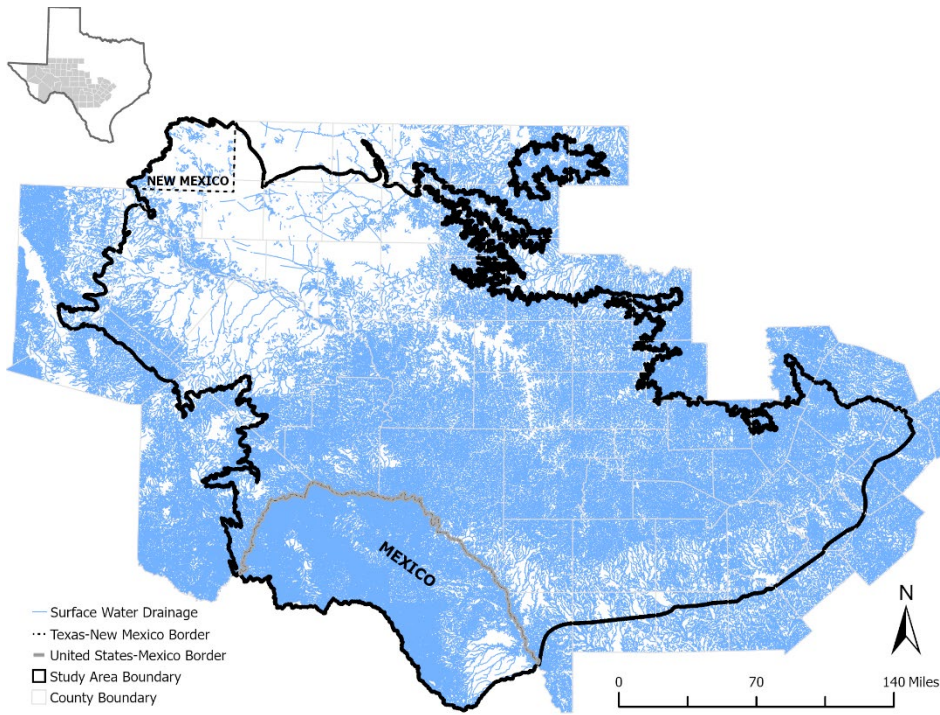 NEW MEXICO
MEXICO
Surface Water Drainage
Texas-New Mexico Border
United States-Mexico Border
Study Area Boundary
County Boundary
N
0 70 140 Miles